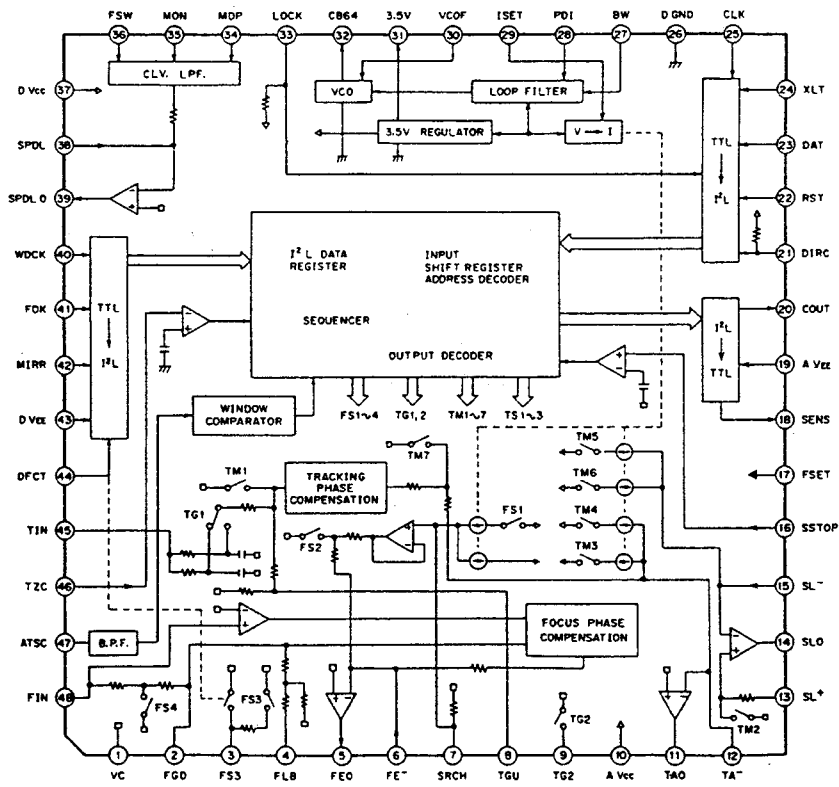 FSW MON MDP LOCK C864 3.5V VCOF ISET PDI BW D GND CLK
36 35 34 33 32 31 30 29 28 27 26 25
CLV. LPF.
D Vcc 37
VCO
LOOP FILTER
24 XLT
SPDL 38
3.5V REGULATOR
V → I
TTL
↓
I²L
23 DAT
SPDL O 39
22 RST
WDCK 40
I²L DATA
REGISTER
INPUT
SHIFT REGISTER
ADDRESS DECODER
21 DIRC
FOK 41
TTL
↓
I²L
SEQUENCER
I²L
↓
TTL
20 COUT
MIRR 42
OUTPUT DECODER
19 A VEE
D VEE 43
WINDOW
COMPARATOR
FS1~4 TG1,2 TM1~7 TS1~3
18 SENS
DFCT 44
TM1
TRACKING
PHASE
COMPENSATION
TM7
TM5
TM6
17 FSET
TIN 45
TG1
FS2
FS1
TM4
TM3
16 SSTOP
TZC 46
15 SL⁻
ATSC 47
B.P.F.
FOCUS PHASE
COMPENSATION
14 SLO
FIN 48
FS4
FS3
TG2
TM2
13 SL⁺
1 2 3 4 5 6 7 8 9 10 11 12
VC FGD FS3 FLB FEO FE⁻ SRCH TGU TG2 A Vcc TAO TA⁻